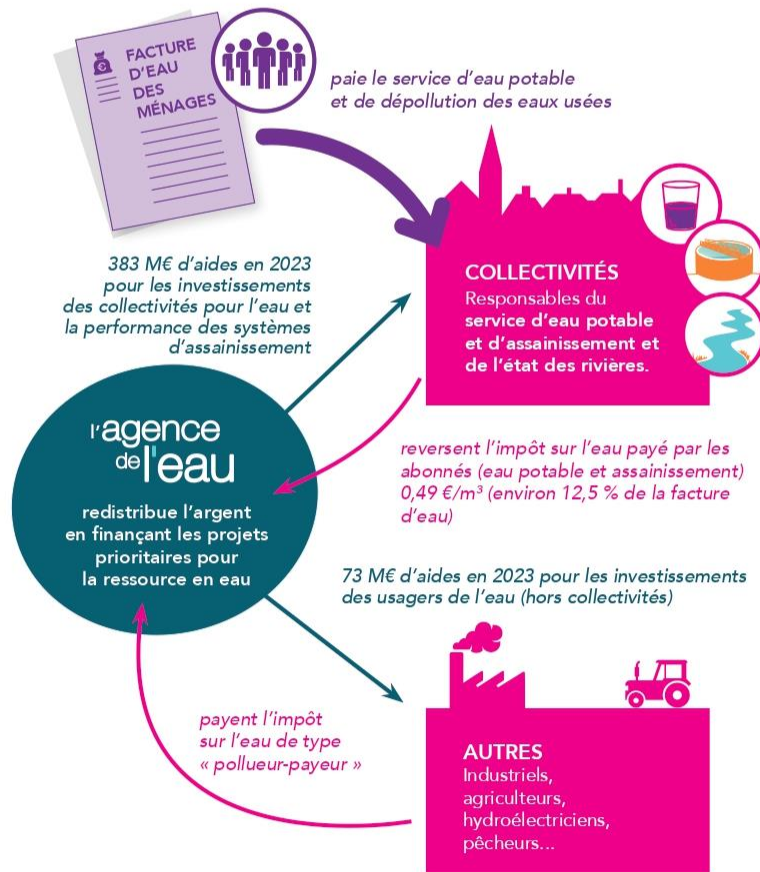 FACTURE
D'EAU
DES
MÉNAGES
€
paie le service d'eau potable
et de dépollution des eaux usées
383 M€ d'aides en 2023
pour les investissements
des collectivités pour l'eau et
la performance des systèmes
d'assainissement
COLLECTIVITÉS
Responsables du
service d'eau potable
et d'assainissement et
de l'état des rivières.
l'agence
de l'eau
redistribue l'argent
en finançant les projets
prioritaires pour
la ressource en eau
reversent l'impôt sur l'eau payé par les
abonnés (eau potable et assainissement)
0,49 €/m³ (environ 12,5 % de la facture
d'eau)
73 M€ d'aides en 2023 pour les investissements
des usagers de l'eau (hors collectivités)
payent l'impôt
sur l'eau de type
« pollueur-payeur »
AUTRES
Industriels,
agriculteurs,
hydroélectriciens,
pêcheurs...